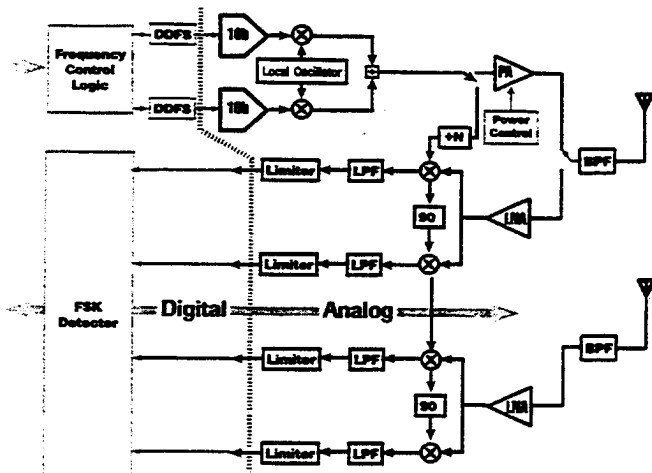 DDFS
Frequency
Control
Logic
Local Oscillator
PA
DDFS
Power
Control
÷N
BPF
Limiter
LPF
90
LNA
Limiter
LPF
FSK
Detector
Digital
Analog
BPF
Limiter
LPF
90
LNA
Limiter
LPF